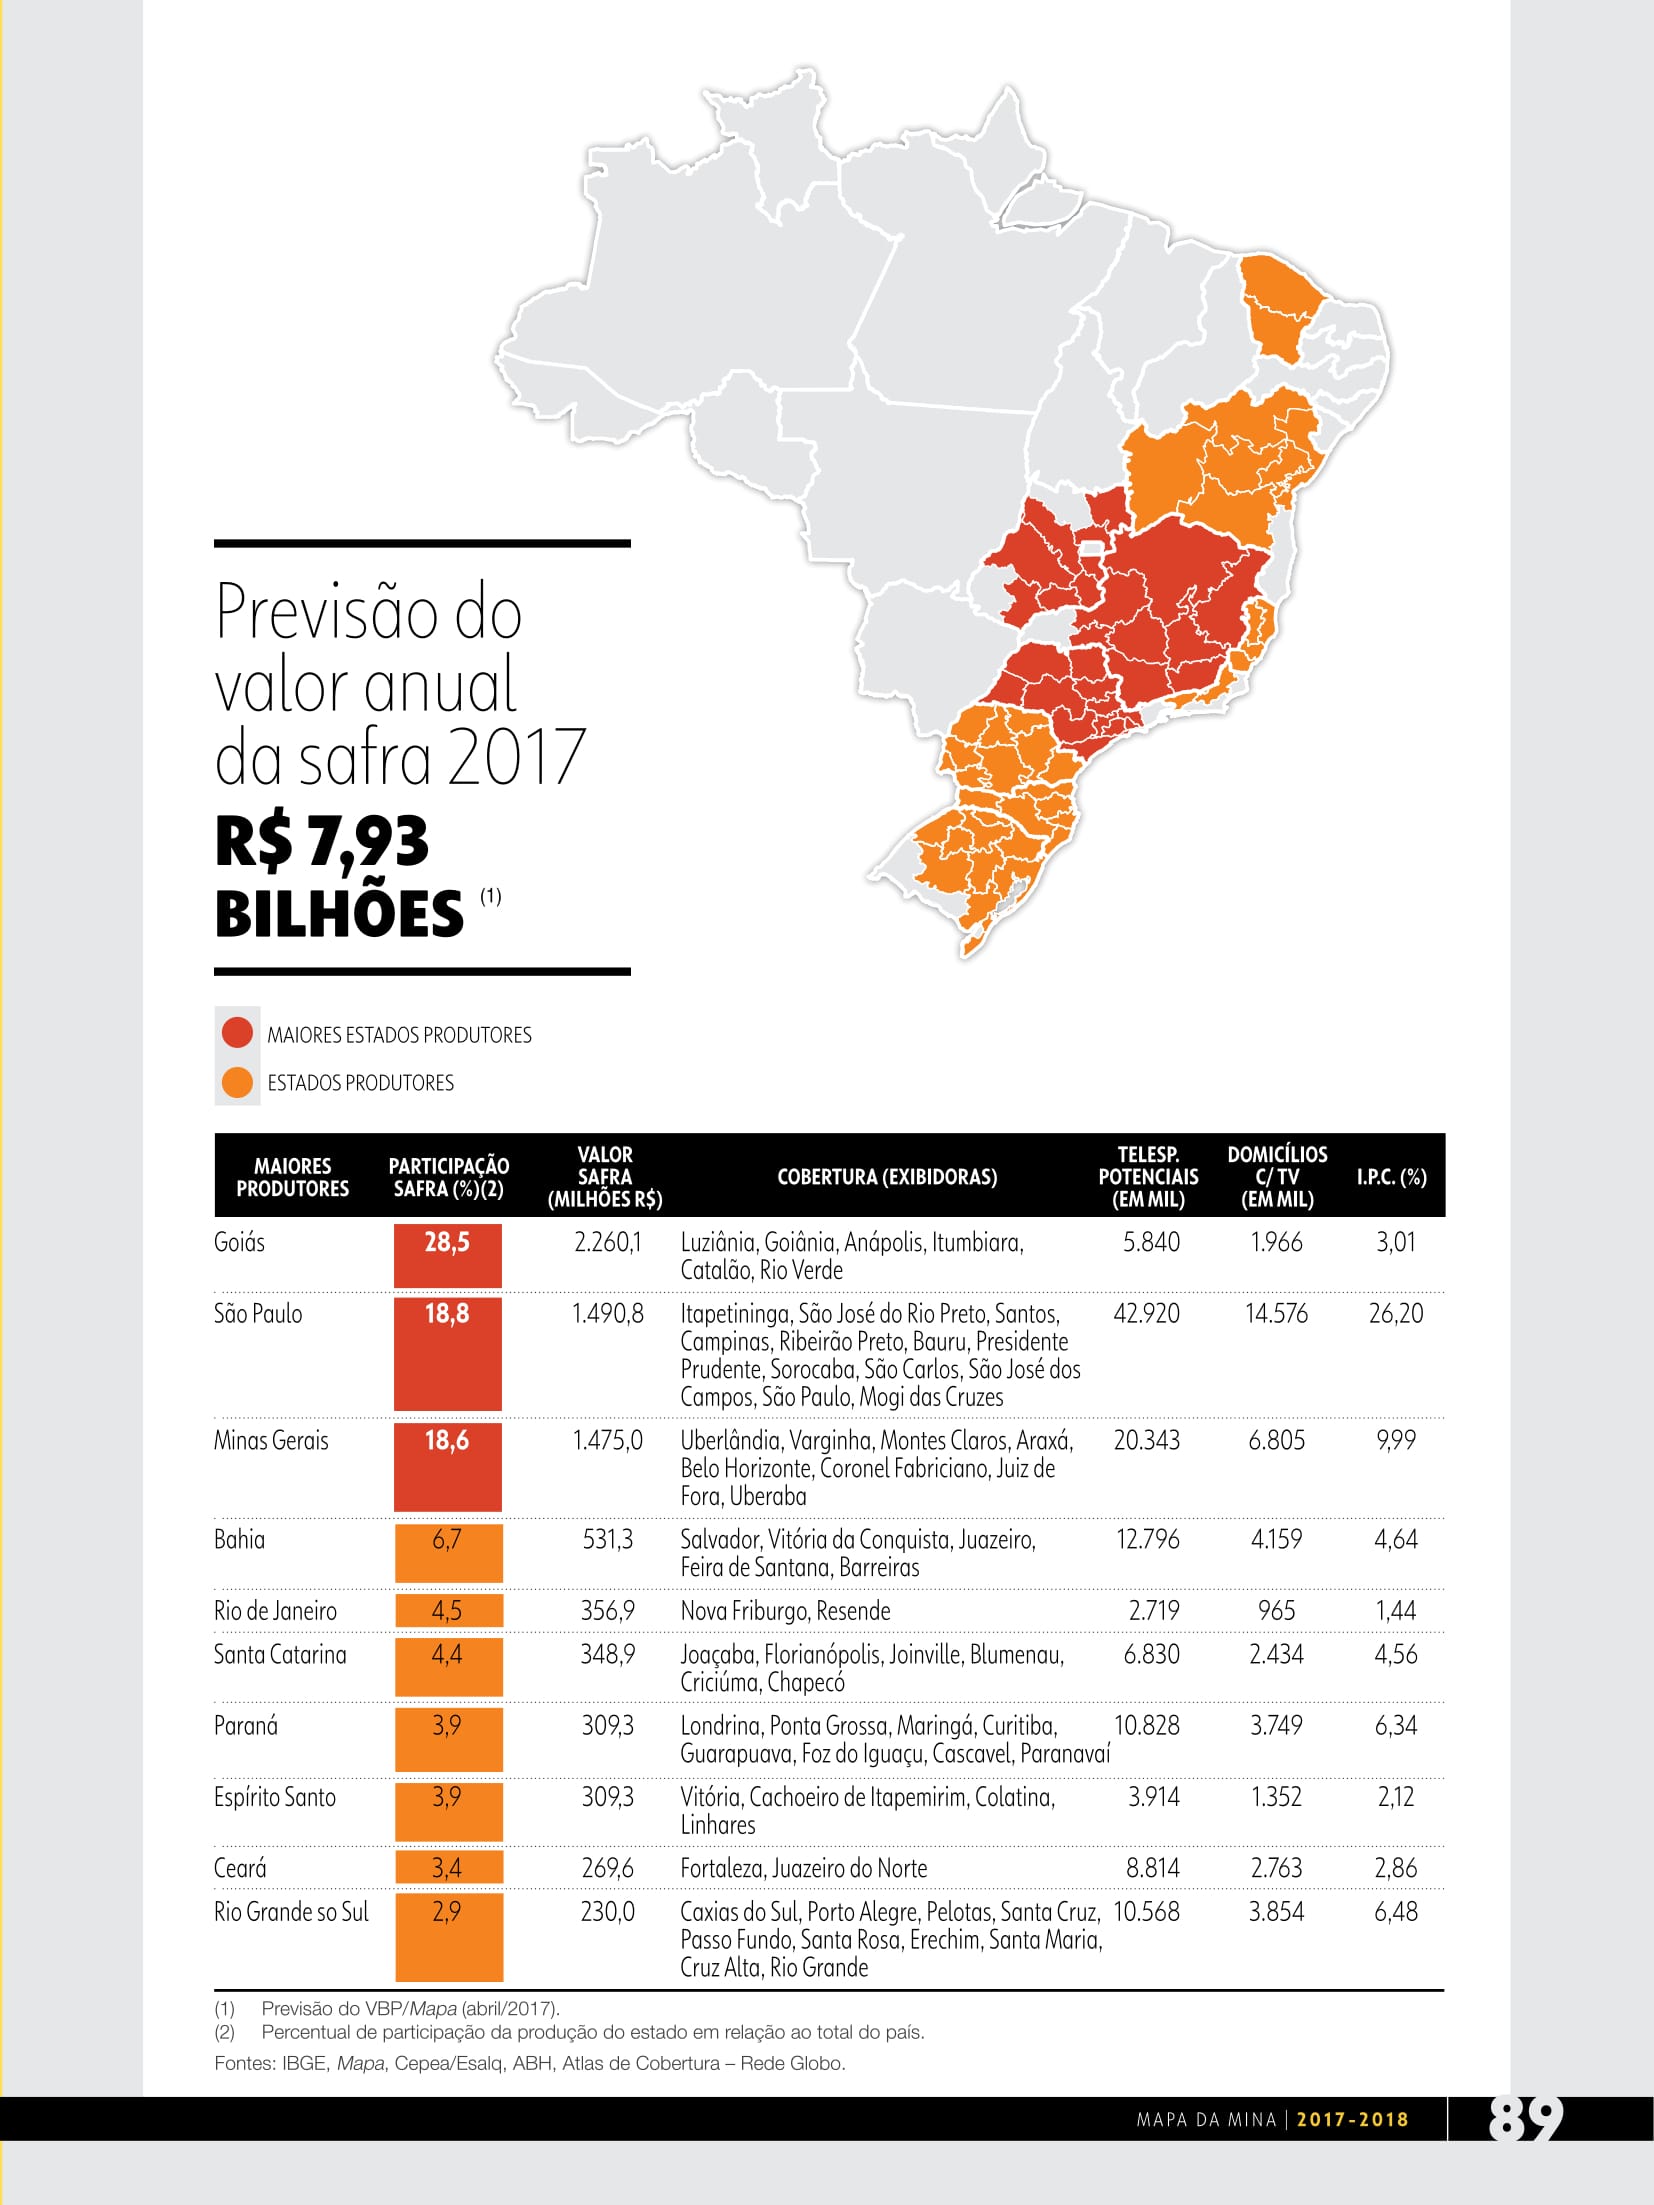 Previsão do
valor anual
da safra 2017
R$ 7,93
BILHÕES (1)
MAIORES ESTADOS PRODUTORES
ESTADOS PRODUTORES
MAIORES PRODUTORES PARTICIPAÇÃO SAFRA (%)(2) VALOR SAFRA (MILHÕES R$) COBERTURA (EXIBIDORAS) TELESP. POTENCIAIS (EM MIL) DOMICÍLIOS C/ TV (EM MIL) I.P.C. (%)
Goiás 28,5 2.260,1 Luziânia, Goiânia, Anápolis, Itumbiara, 5.840 1.966 3,01
Catalão, Rio Verde
São Paulo 18,8 1.490,8 Itapetininga, São José do Rio Preto, Santos, 42.920 14.576 26,20
Campinas, Ribeirão Preto, Bauru, Presidente
Prudente, Sorocaba, São Carlos, São José dos
Campos, São Paulo, Mogi das Cruzes
Minas Gerais 18,6 1.475,0 Uberlândia, Varginha, Montes Claros, Araxá, 20.343 6.805 9,99
Belo Horizonte, Coronel Fabriciano, Juiz de
Fora, Uberaba
Bahia 6,7 531,3 Salvador, Vitória da Conquista, Juazeiro, 12.796 4.159 4,64
Feira de Santana, Barreiras
Rio de Janeiro 4,5 356,9 Nova Friburgo, Resende 2.719 965 1,44
Santa Catarina 4,4 348,9 Joaçaba, Florianópolis, Joinville, Blumenau, 6.830 2.434 4,56
Criciúma, Chapecó
Paraná 3,9 309,3 Londrina, Ponta Grossa, Maringá, Curitiba, 10.828 3.749 6,34
Guarapuava, Foz do Iguaçu, Cascavel, Paranavaí
Espírito Santo 3,9 309,3 Vitória, Cachoeiro de Itapemirim, Colatina, 3.914 1.352 2,12
Linhares
Ceará 3,4 269,6 Fortaleza, Juazeiro do Norte 8.814 2.763 2,86
Rio Grande so Sul 2,9 230,0 Caxias do Sul, Porto Alegre, Pelotas, Santa Cruz, 10.568 3.854 6,48
Passo Fundo, Santa Rosa, Erechim, Santa Maria,
Cruz Alta, Rio Grande
(1) Previsão do VBP/Mapa (abril/2017).
(2) Percentual de participação da produção do estado em relação ao total do país.
Fontes: IBGE, Mapa, Cepea/Esalq, ABH, Atlas de Cobertura – Rede Globo.
MAPA DA MINA | 2017-2018 89